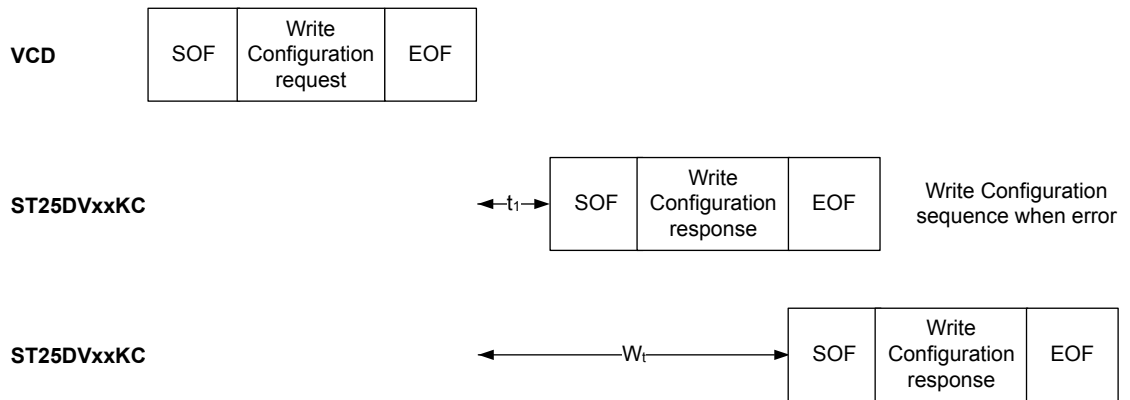 VCD
SOF
Write
Configuration
request
EOF
ST25DVxxKC
t1
SOF
Write
Configuration
response
EOF
Write Configuration
sequence when error
ST25DVxxKC
Wt
SOF
Write
Configuration
response
EOF